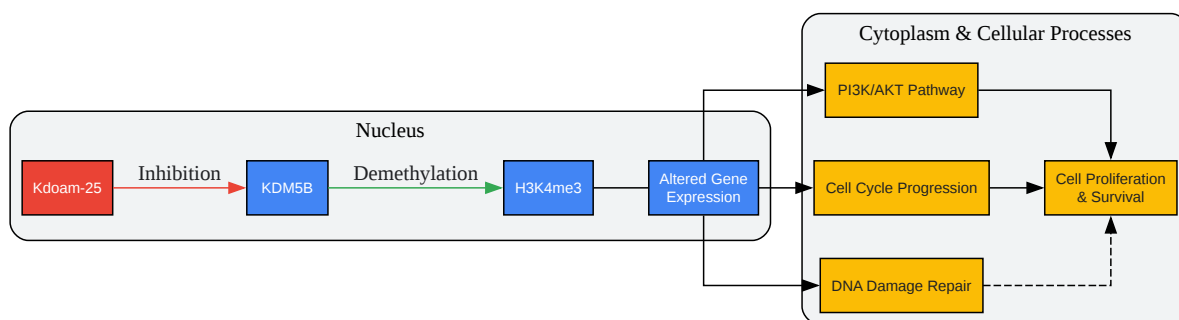 Cytoplasm & Cellular Processes
PI3K/AKT Pathway
Nucleus
Kdoam-25
Inhibition
KDM5B
Demethylation
H3K4me3
Altered Gene
Expression
Cell Cycle Progression
Cell Proliferation
& Survival
DNA Damage Repair